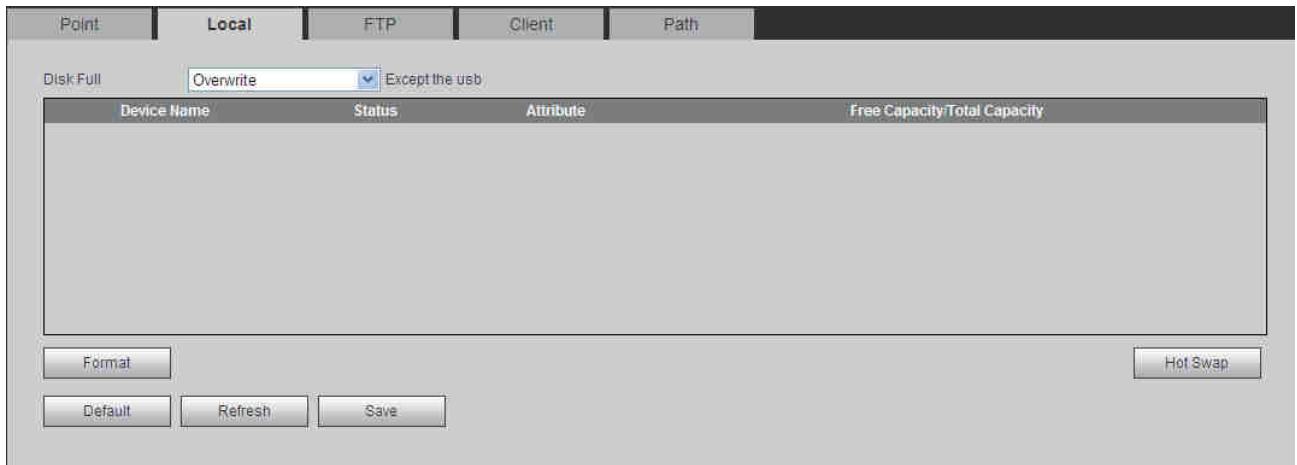 Point Local FTP Client Path
Disk Full Overwrite Except the usb
Device Name Status Attribute Free Capacity/Total Capacity
Format Hot Swap
Default Refresh Save